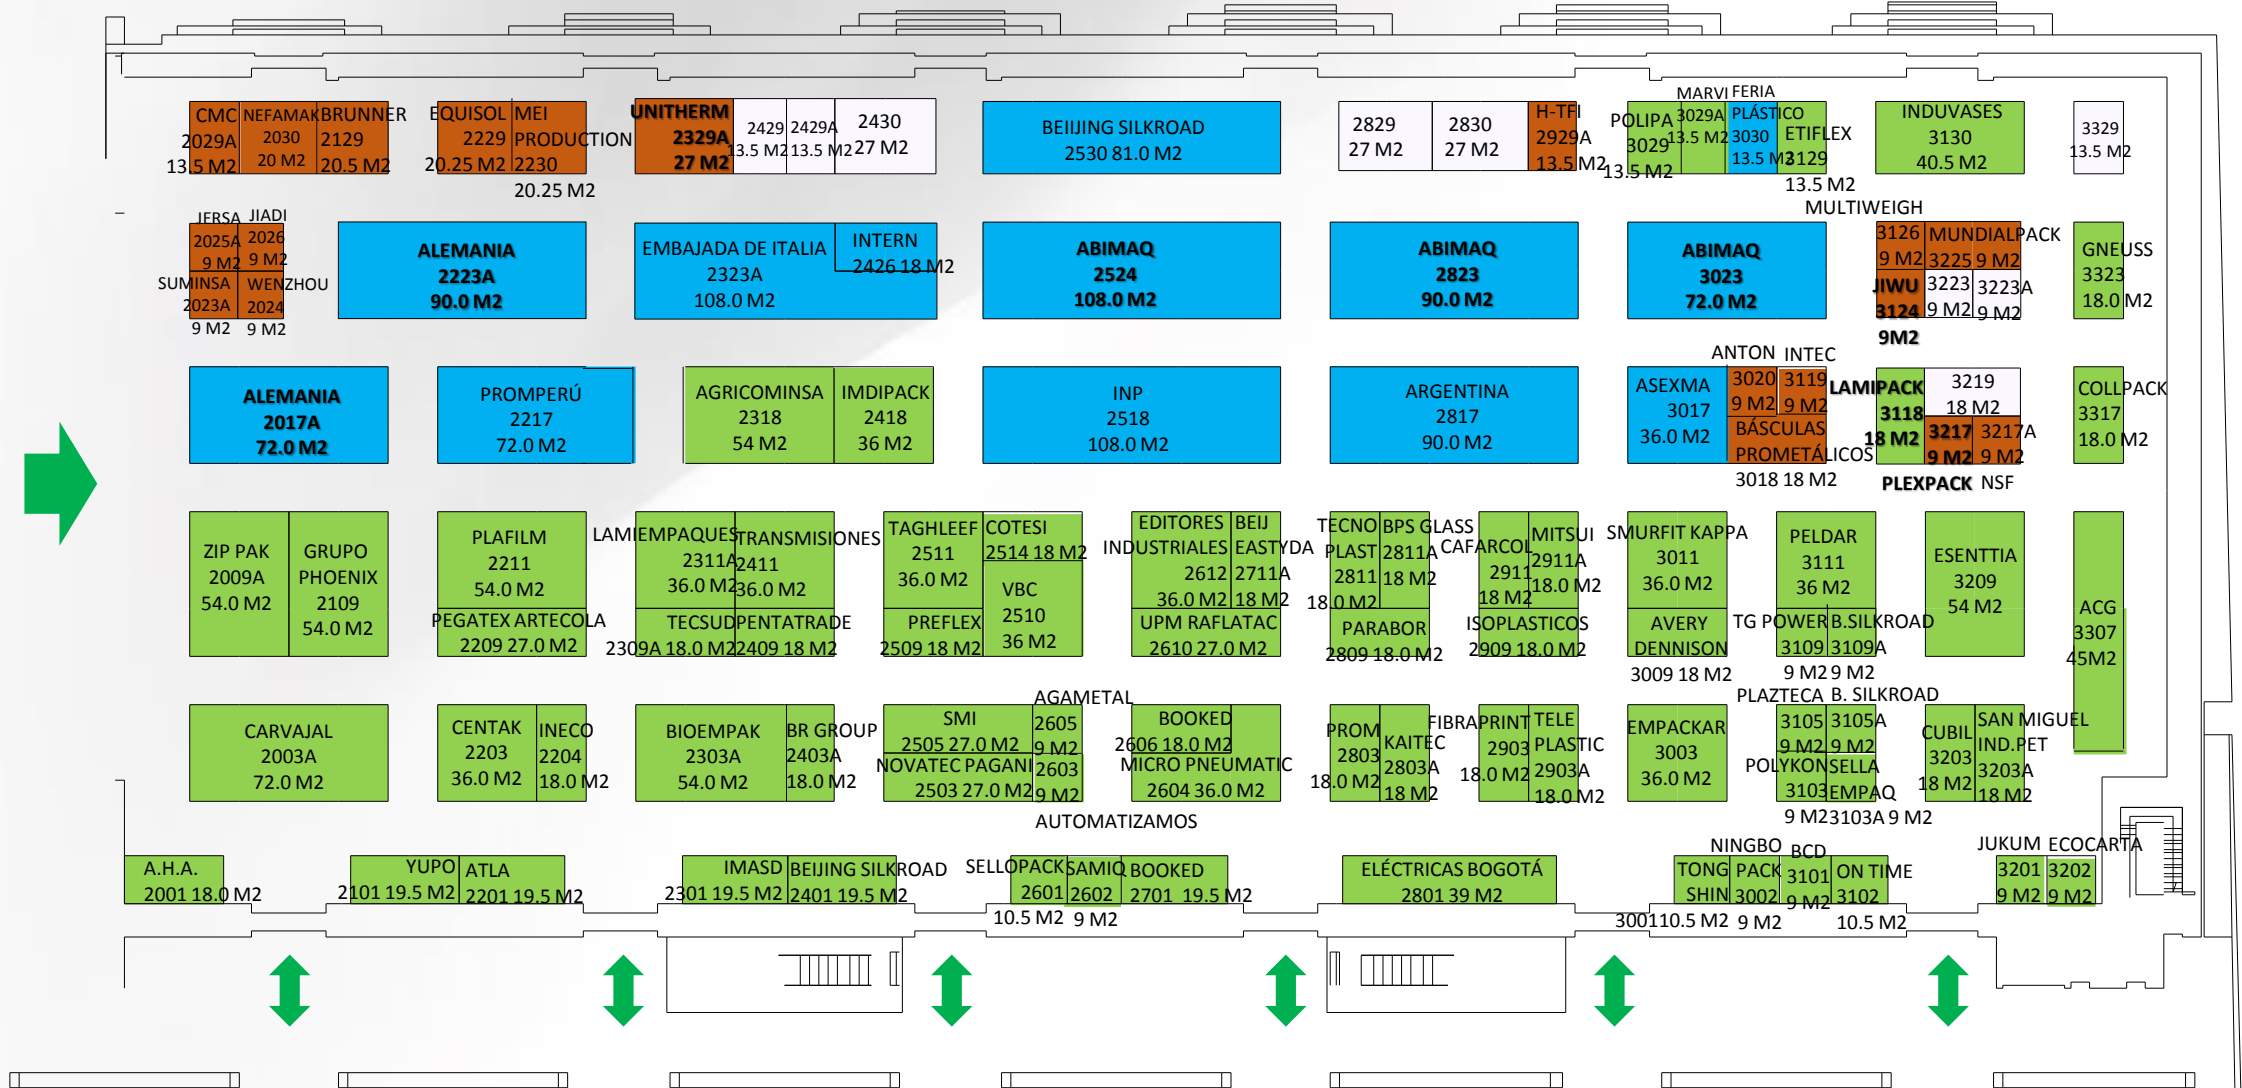 CMC
2029A
13.5 M2
NEFAMAK
2030
20 M2
BRUNNER
2129
20.5 M2
EQUISOL
2229
20.25 M2
MEI
PRODUCTION
2230
20.25 M2
UNITHERM
2329A
27 M2
2429
13.5 M2
2429A
13.5 M2
2430
27 M2
BEIIJING SILKROAD
2530 81.0 M2
2829
27 M2
2830
27 M2
H-TFI
2929A
13.5 M2
POLIPA
3029
13.5 M2
MARVI
3029A
13.5 M2
FERIA
PLÁSTICO
3030
13.5 M2
ETIFLEX
3129
13.5 M2
INDUVASES
3130
40.5 M2
3329
13.5 M2
JERSA
2025A
9 M2
JIADI
2026
9 M2
SUMINSA
2023A
9 M2
WENZHOU
2024
9 M2
ALEMANIA
2223A
90.0 M2
EMBAJADA DE ITALIA
2323A
108.0 M2
INTERN
2426 18 M2
ABIMAQ
2524
108.0 M2
ABIMAQ
2823
90.0 M2
ABIMAQ
3023
72.0 M2
MULTIWEIGH
3126
9 M2
MUNDIALPACK
3225 9 M2
JIWU
3124
9M2
3223
9 M2
3223A
9 M2
GNEUSS
3323
18.0 M2
ALEMANIA
2017A
72.0 M2
PROMPERÚ
2217
72.0 M2
AGRICOMINSA
2318
54 M2
IMDIPACK
2418
36 M2
INP
2518
108.0 M2
ARGENTINA
2817
90.0 M2
ASEXMA
3017
36.0 M2
ANTON
3020
9 M2
INTEC
3119
9 M2
BÁSCULAS
PROMETÁLICOS
3018 18 M2
LAMIPACK
3118
18 M2
3219
18 M2
3217
9 M2
PLEXPACK
3217A
9 M2
NSF
COLLPACK
3317
18.0 M2
ZIP PAK
2009A
54.0 M2
GRUPO
PHOENIX
2109
54.0 M2
PLAFILM
2211
54.0 M2
PEGATEX ARTECOLA
2209 27.0 M2
LAMIEMPAQUES
2311A
36.0 M2
TRANSMISIONES
2411
36.0 M2
TECSUD
2309A 18.0 M2
PENTATRADE
2409 18 M2
TAGHLEEF
2511
36.0 M2
COTESI
2514 18 M2
VBC
2510
36 M2
PREFLEX
2509 18 M2
EDITORES
INDUSTRIALES
2612
36.0 M2
BEIJ
EASTYDA
2711A
18 M2
UPM RAFLATAC
2610 27.0 M2
TECNO
PLAST
2811
18.0 M2
BPS GLASS
2811A
18 M2
PARABOR
2809 18.0 M2
CAFARCOL
2911
18 M2
MITSUI
2911A
18.0 M2
ISOPLASTICOS
2909 18.0 M2
SMURFIT KAPPA
3011
36.0 M2
AVERY
DENNISON
3009 18 M2
PELDAR
3111
36 M2
TG POWER
3109
9 M2
B.SILKROAD
3109A
9 M2
ESENTTIA
3209
54 M2
ACG
3307
45M2
CARVAJAL
2003A
72.0 M2
CENTAK
2203
36.0 M2
INECO
2204
18.0 M2
BIOEMPAK
2303A
54.0 M2
BR GROUP
2403A
18.0 M2
SMI
2505 27.0 M2
AGAMETAL
2605
9 M2
NOVATEC PAGANI
2503 27.0 M2
2603
9 M2
AUTOMATIZAMOS
BOOKED
2606 18.0 M2
MICRO PNEUMATIC
2604 36.0 M2
PROM
2803
18.0 M2
KAITEC
2803A
18 M2
FIBRAPRINT
2903
18.0 M2
TELE
PLASTIC
2903A
18.0 M2
EMPACKAR
3003
36.0 M2
PLAZTECA
3105
9 M2
B. SILKROAD
3105A
9 M2
POLYKON
3103
9 M2
SELLA
EMPAQ
3103A 9 M2
CUBIL
3203
18 M2
SAN MIGUEL
IND.PET
3203A
18 M2
A.H.A.
2001 18.0 M2
YUPO
2101 19.5 M2
ATLA
2201 19.5 M2
IMASD
2301 19.5 M2
BEIJING SILKROAD
2401 19.5 M2
SELLOPACK
2601
10.5 M2
SAMIQ
2602
9 M2
BOOKED
2701 19.5 M2
ELÉCTRICAS BOGOTÁ
2801 39 M2
TONG
SHIN
300110.5 M2
NINGBO
PACK
3002
9 M2
BCD
3101
9 M2
ON TIME
3102
10.5 M2
JUKUM
3201
9 M2
ECOCARTA
3202
9 M2